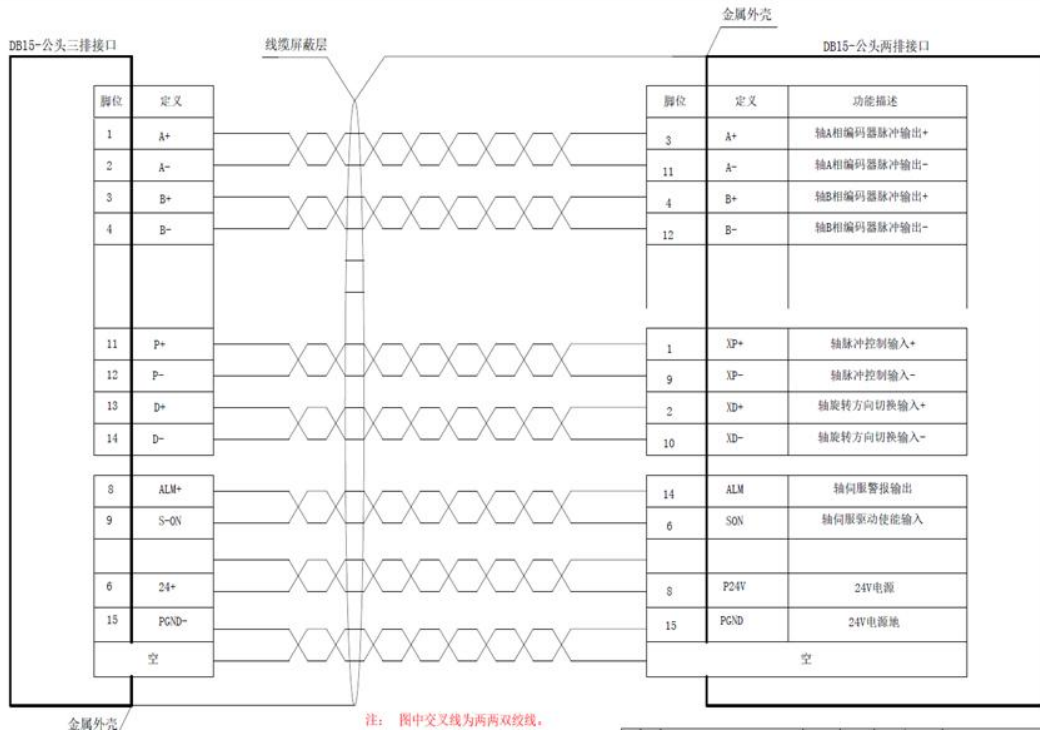 金属外壳
DB15-公头三排接口
线缆屏蔽层
DB15-公头两排接口
脚位 定义
脚位 定义 功能描述
1 A+
3 A+ 轴A相编码器脉冲输出+
2 A-
11 A- 轴A相编码器脉冲输出-
3 B+
4 B+ 轴B相编码器脉冲输出+
4 B-
12 B- 轴B相编码器脉冲输出-
11 P+
1 XP+ 轴脉冲控制输入+
12 P-
9 XP- 轴脉冲控制输入-
13 D+
2 XD+ 轴旋转方向切换输入+
14 D-
10 XD- 轴旋转方向切换输入-
8 ALM+
14 ALM 轴伺服警报输出
9 S-ON
6 SON 轴伺服驱动使能输入
6 24+
8 P24V 24V电源
15 PGND-
15 PGND 24V电源地
空
空
金属外壳
注: 图中交叉线为两两双绞线。